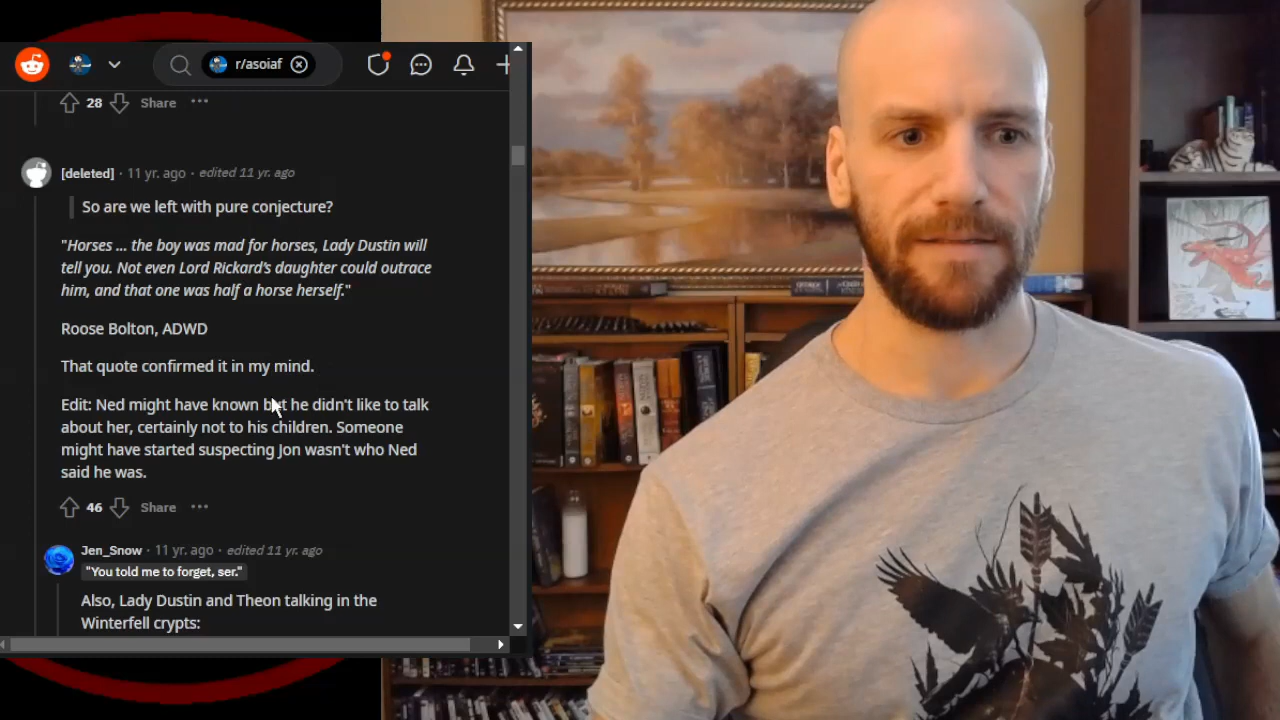 r/asoiaf
28 Share ...
[deleted] · 11 yr. ago · edited 11 yr. ago
So are we left with pure conjecture?
"Horses ... the boy was mad for horses, Lady Dustin will
tell you. Not even Lord Rickard's daughter could outrace
him, and that one was half a horse herself."
Roose Bolton, ADWD
That quote confirmed it in my mind.
Edit: Ned might have known but he didn't like to talk
about her, certainly not to his children. Someone
might have started suspecting Jon wasn't who Ned
said he was.
46 Share ...
Jen_Snow · 11 yr. ago · edited 11 yr. ago
"You told me to forget, ser."
Also, Lady Dustin and Theon talking in the
Winterfell crypts: